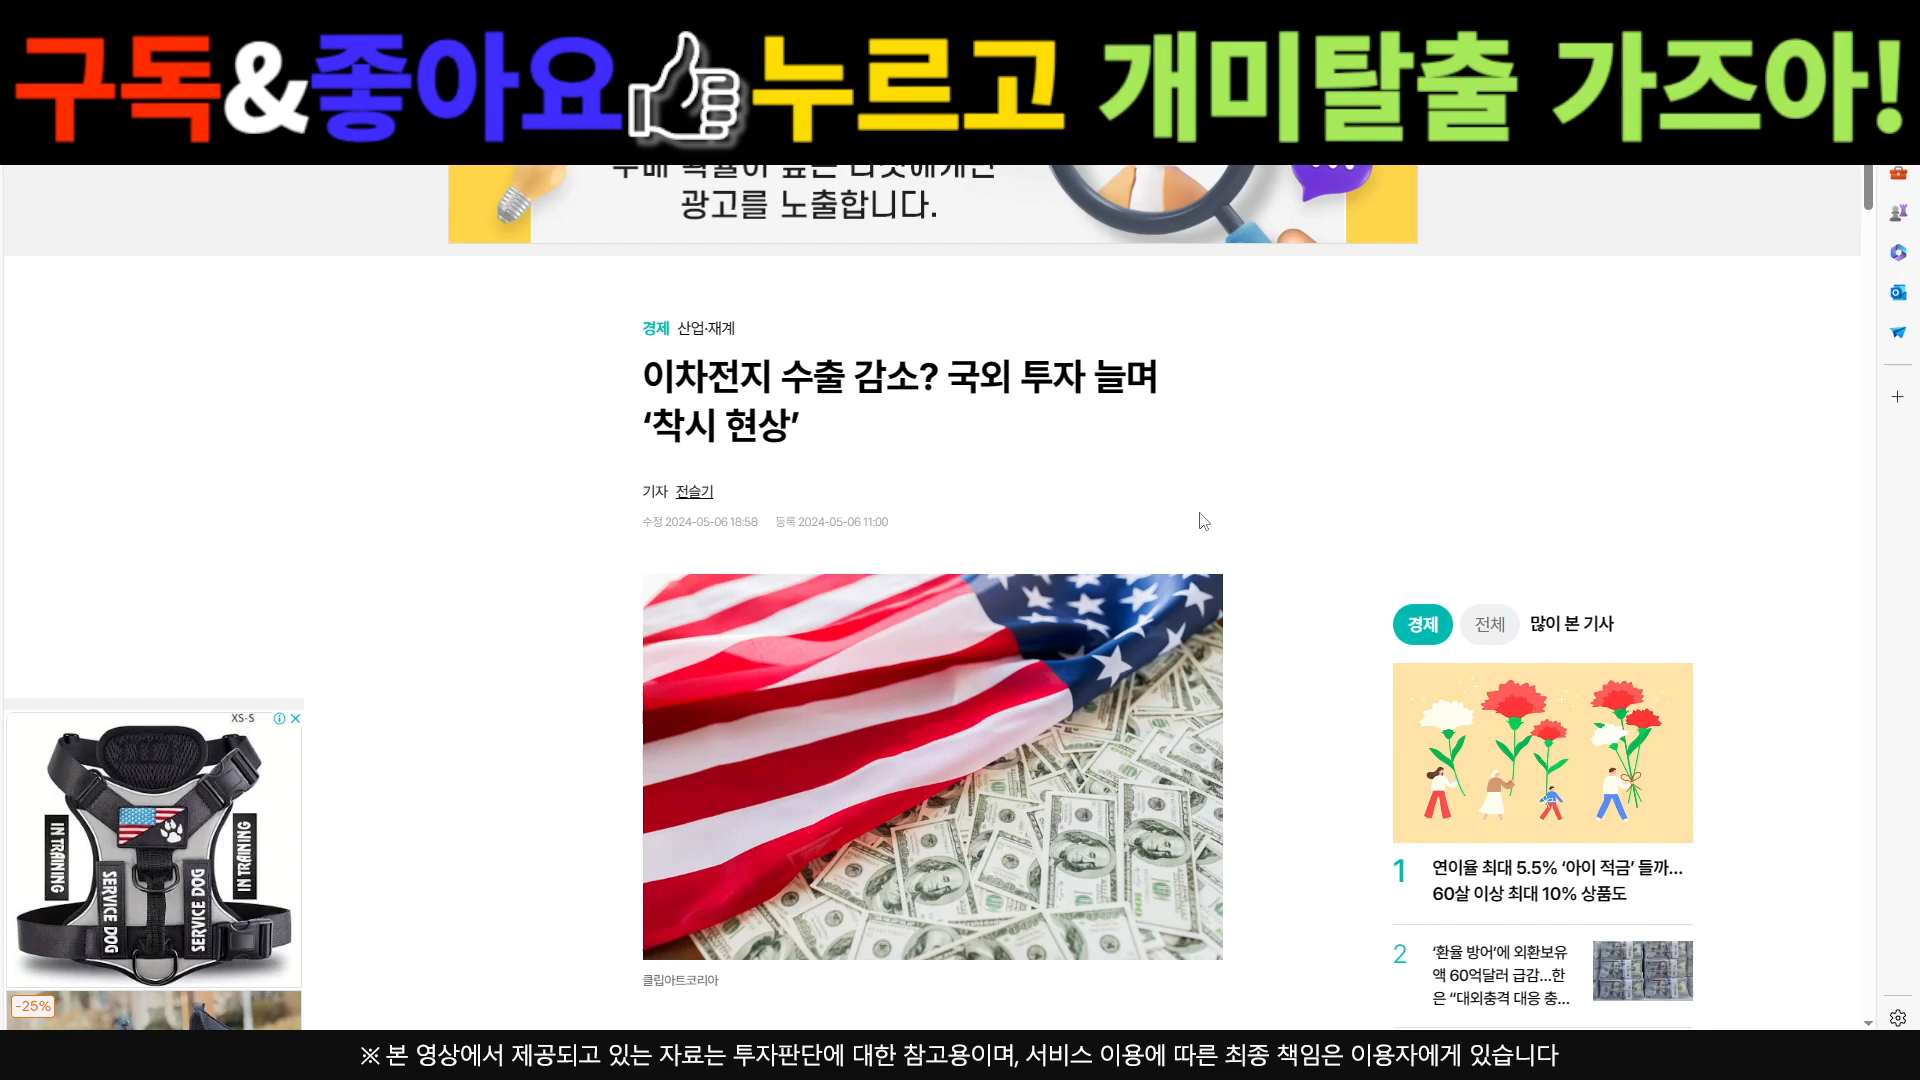 구독&좋아요 누르고 개미탈출 가즈아!
광고를 노출합니다.
경제 산업·재계
이차전지 수출 감소? 국외 투자 늘며
‘착시 현상’
기자 전슬기
수정 2024-05-06 18:58 등록 2024-05-06 11:00
클립아트코리아
경제 전체 많이 본 기사
1 연이율 최대 5.5% ‘아이 적금’ 들까...
60살 이상 최대 10% 상품도
2 ‘환율 방어’에 외환보유
액 60억달러 급감...한
은 “대외충격 대응 충...
XS-S
IN TRAINING
SERVICE DOG
SERVICE DOG
IN TRAINING
-25%
※ 본 영상에서 제공되고 있는 자료는 투자판단에 대한 참고용이며, 서비스 이용에 따른 최종 책임은 이용자에게 있습니다